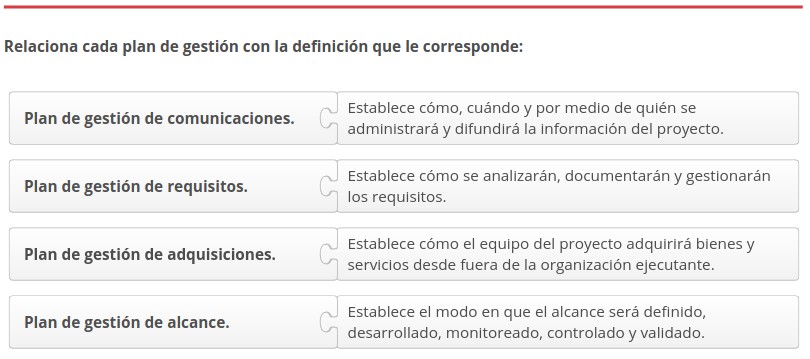 Relaciona cada plan de gestión con la definición que le corresponde:
Plan de gestión de comunicaciones.
Establece cómo, cuándo y por medio de quién se
administrará y difundirá la información del proyecto.
Plan de gestión de requisitos.
Establece cómo se analizarán, documentarán y gestionarán
los requisitos.
Plan de gestión de adquisiciones.
Establece cómo el equipo del proyecto adquirirá bienes y
servicios desde fuera de la organización ejecutante.
Plan de gestión de alcance.
Establece el modo en que el alcance será definido,
desarrollado, monitoreado, controlado y validado.